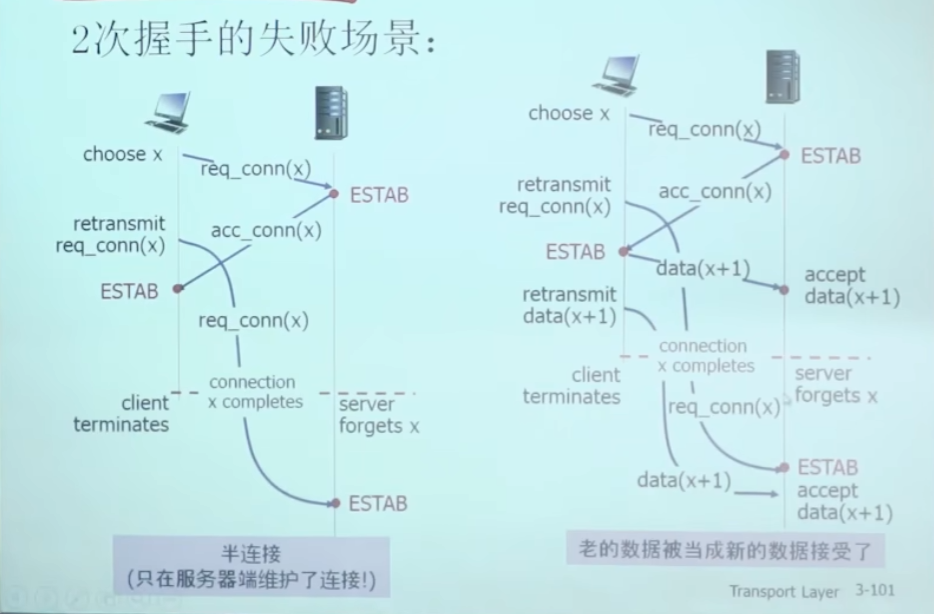 2次握手的失败场景：
choose x
req_conn(x)
ESTAB
retransmit
req_conn(x)
acc_conn(x)
ESTAB
req_conn(x)
connection
x completes
client
terminates
server
forgets x
ESTAB
半连接
(只在服务器端维护了连接!)
choose x
req_conn(x)
ESTAB
retransmit
req_conn(x)
acc_conn(x)
ESTAB
data(x+1)
accept
data(x+1)
retransmit
data(x+1)
connection
x completes
client
terminates
server
forgets x
req_conn(x)
ESTAB
data(x+1)
accept
data(x+1)
老的数据被当成新的数据接受了
Transport Layer 3-101